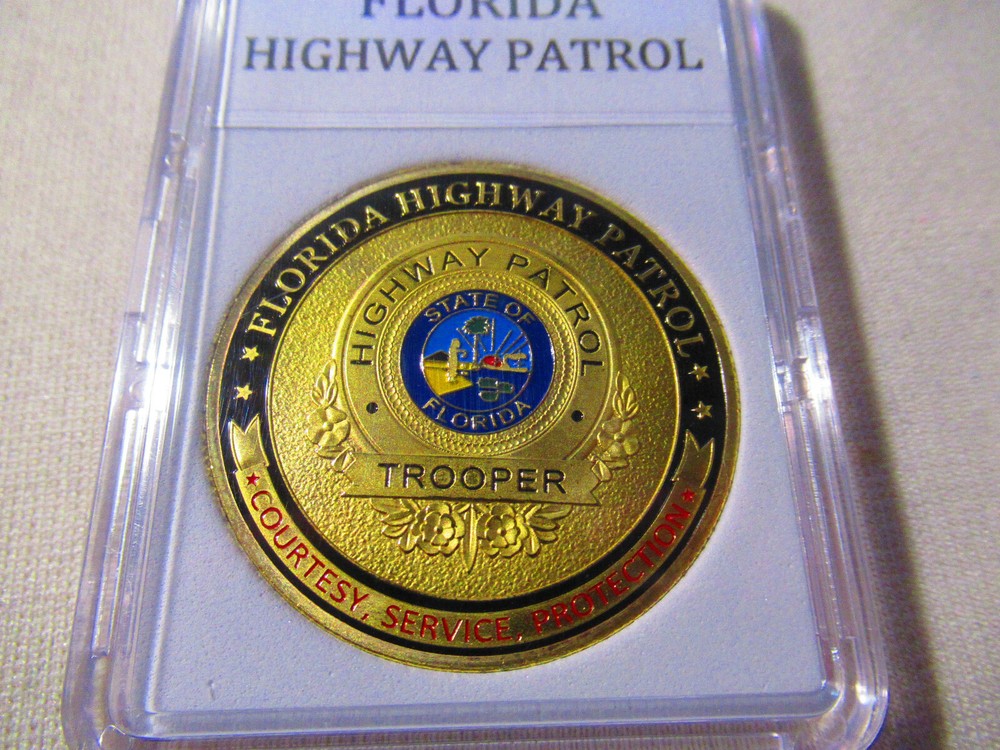 FLORIDA
HIGHWAY PATROL
FLORIDA HIGHWAY PATROL
HIGHWAY PATROL
STATE OF
FLORIDA
TROOPER
COURTESY, SERVICE, PROTECTION